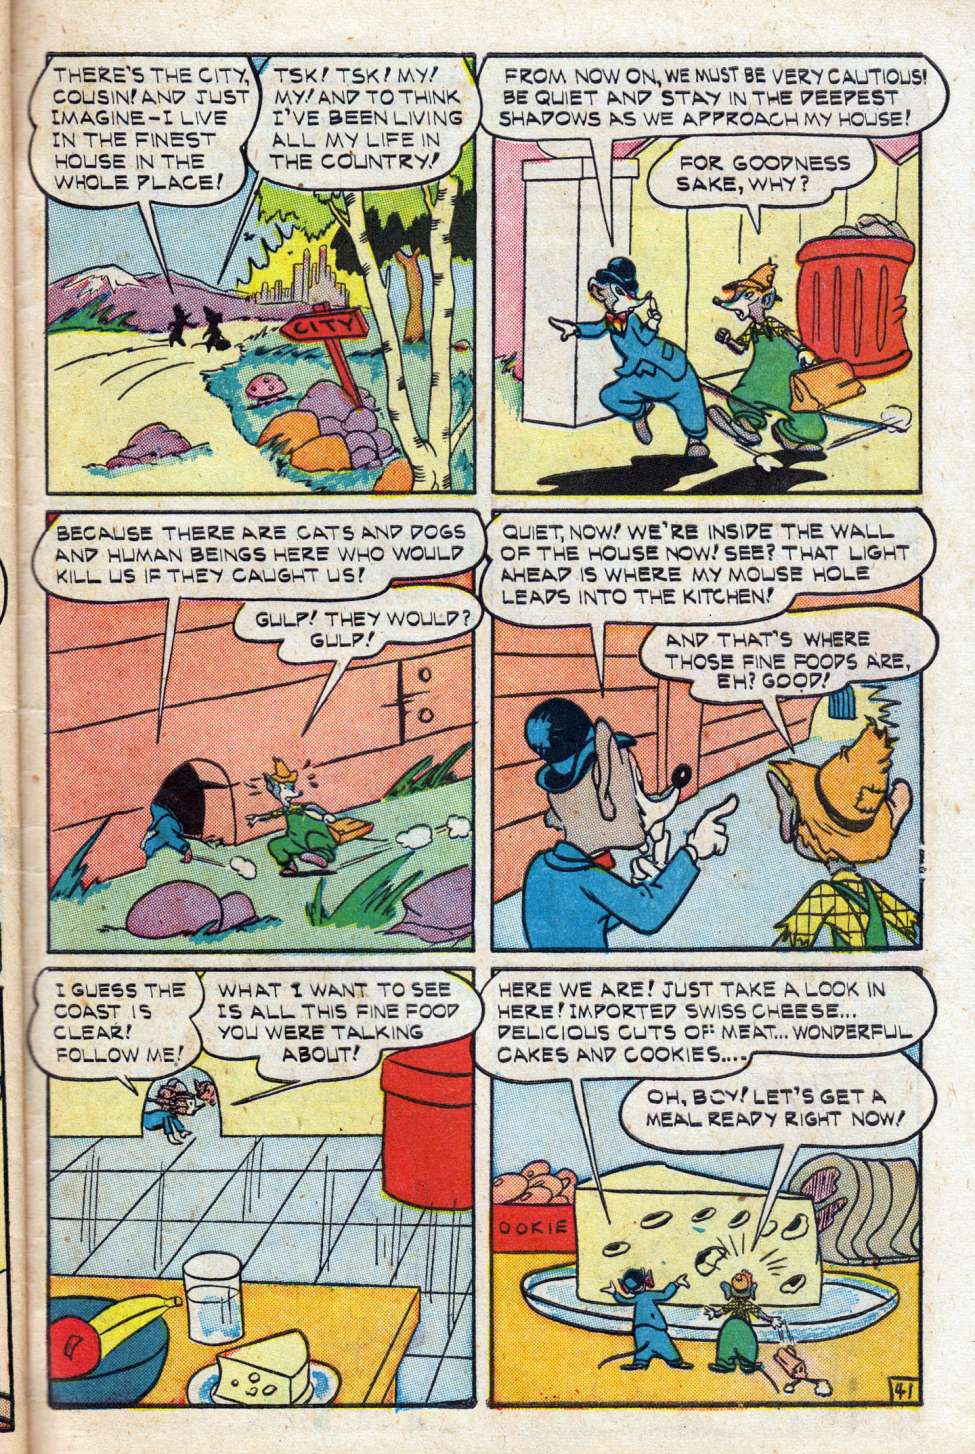 THERE'S THE CITY,
COUSIN! AND JUST
IMAGINE-I LIVE
IN THE FINEST
HOUSE IN THE
WHOLE PLACE!
TSK! TSK! MY!
MY! AND TO THINK
I'VE BEEN LIVING
ALL MY LIFE IN
THE COUNTRY!
CITY
FROM NOW ON, WE MUST BE VERY CAUTIOUS!
BE QUIET AND STAY IN THE DEEPEST
SHADOWS AS WE APPROACH MY HOUSE!
FOR GOODNESS
SAKE, WHY?
BECAUSE THERE ARE CATS AND DOGS
AND HUMAN BEINGS HERE WHO WOULD
KILL US IF THEY CAUGHT US!
GULP! THEY WOULD?
GULP!
QUIET, NOW! WE'RE INSIDE THE WALL
OF THE HOUSE NOW! SEE? THAT LIGHT
AHEAD IS WHERE MY MOUSE HOLE
LEADS INTO THE KITCHEN!
AND THAT'S WHERE
THOSE FINE FOODS ARE,
EH? GOOD!
I GUESS THE
COAST IS
CLEAR!
FOLLOW ME!
WHAT I WANT TO SEE
IS ALL THIS FINE FOOD
YOU WERE TALKING
ABOUT!
HERE WE ARE! JUST TAKE A LOOK IN
HERE! IMPORTED SWISS CHEESE...
DELICIOUS CUTS OF MEAT... WONDERFUL
CAKES AND COOKIES....
OH, BOY! LET'S GET A
MEAL READY RIGHT NOW!
OOKIE
41